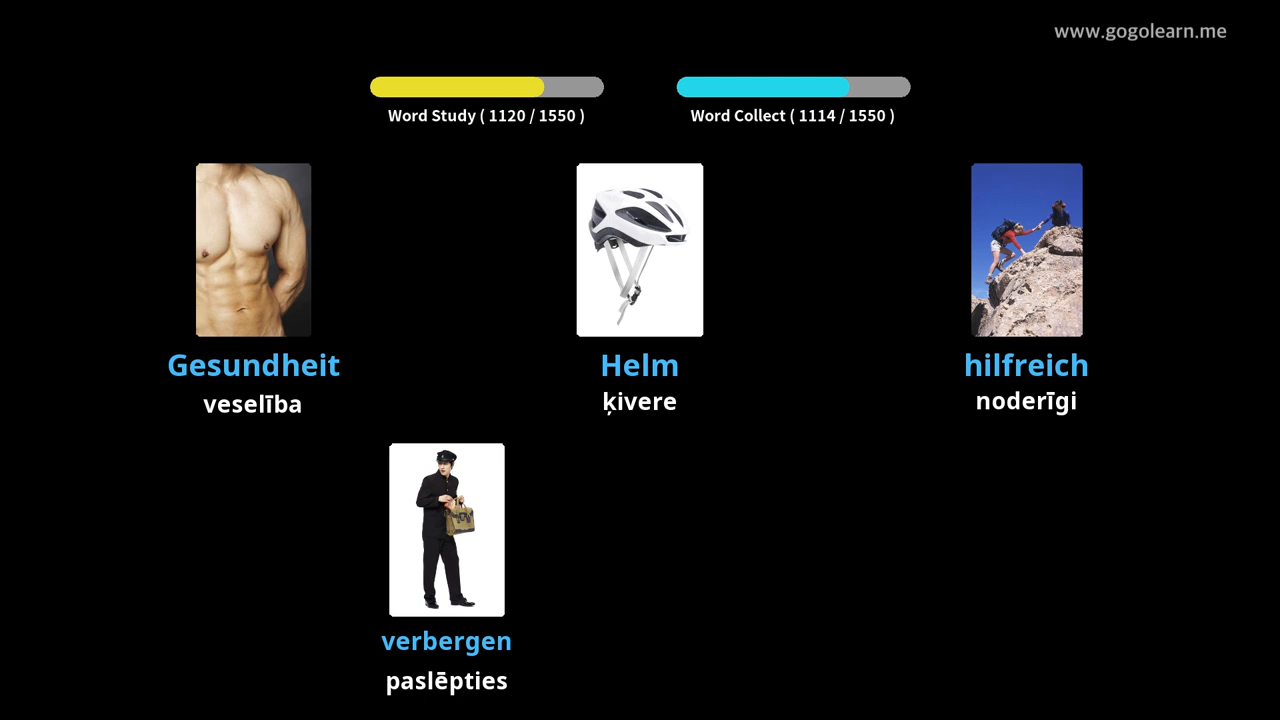 www.gogolearn.me
Word Study ( 1120 / 1550 )
Word Collect ( 1114 / 1550 )
Gesundheit
veselība
Helm
ķivere
hilfreich
noderīgi
verbergen
paslēpties